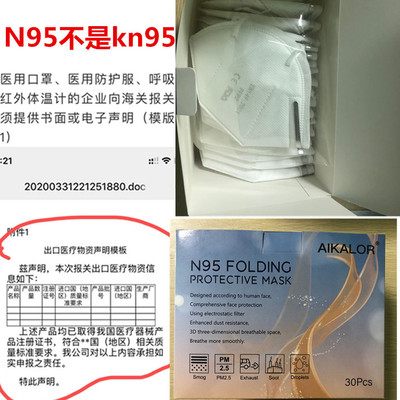 N95不是kn95
医用口罩、医用防护服、呼吸
红外体温计的企业向海关报关
须提供书面或电子声明（模版
1）
:21
20200331221251880.doc
附件1
出口医疗物资声明模板
兹声明，本次报关出口医疗物资信
息如下：
产品名称
产品数量
注册证号
进口国（地区）质量标准要求
产品批号
进口国（地区）
生产厂商
上述产品均已取得我国医疗器械产
品注册证书，符合**国（地区）相关质
量标准要求。我公司对以上内容承担如
实申报之责任。
特此声明。
AIKALOR
N95 FOLDING
PROTECTIVE MASK
Designed according to human face,
Comprehensive face protection
Using electrostatic filter
Enhanced dust resistance.
3D three-dimensional breathable space,
Breathe more smoothly.
PM
2.5
Smog
PM2.5
Exhaust
Soot
Droplets
30Pcs